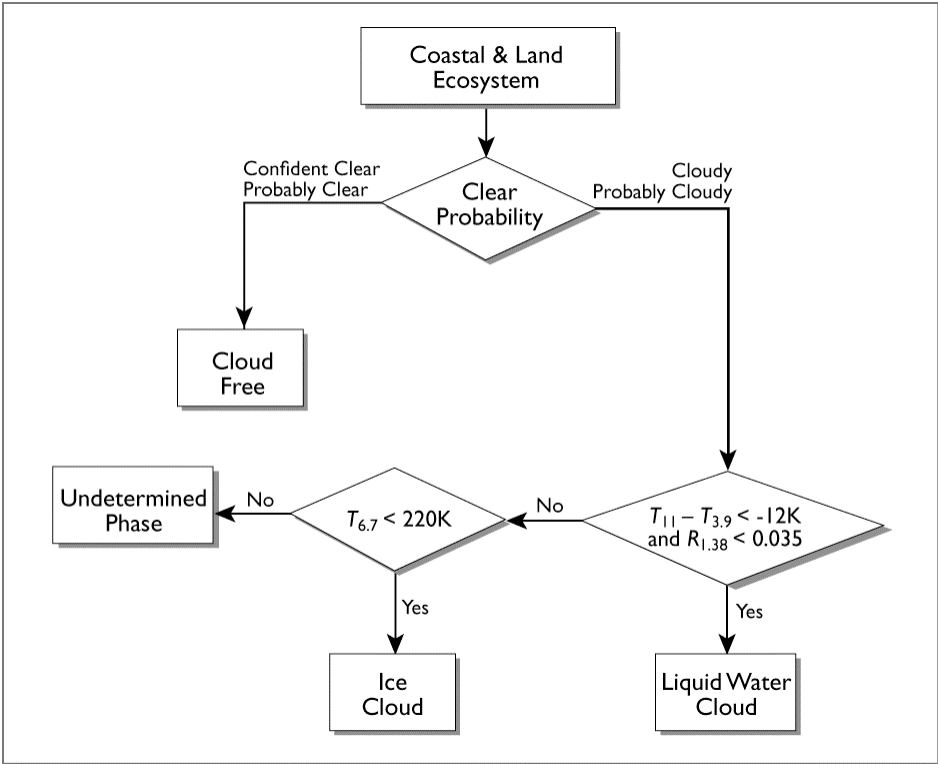 Coastal & Land
Ecosystem
Confident Clear
Probably Clear
Clear
Probability
Cloudy
Probably Cloudy
Cloud
Free
Undetermined
Phase
No
T6.7 < 220K
No
T11 – T3.9 < -12K
and R1.38 < 0.035
Yes
Yes
Ice
Cloud
Liquid Water
Cloud